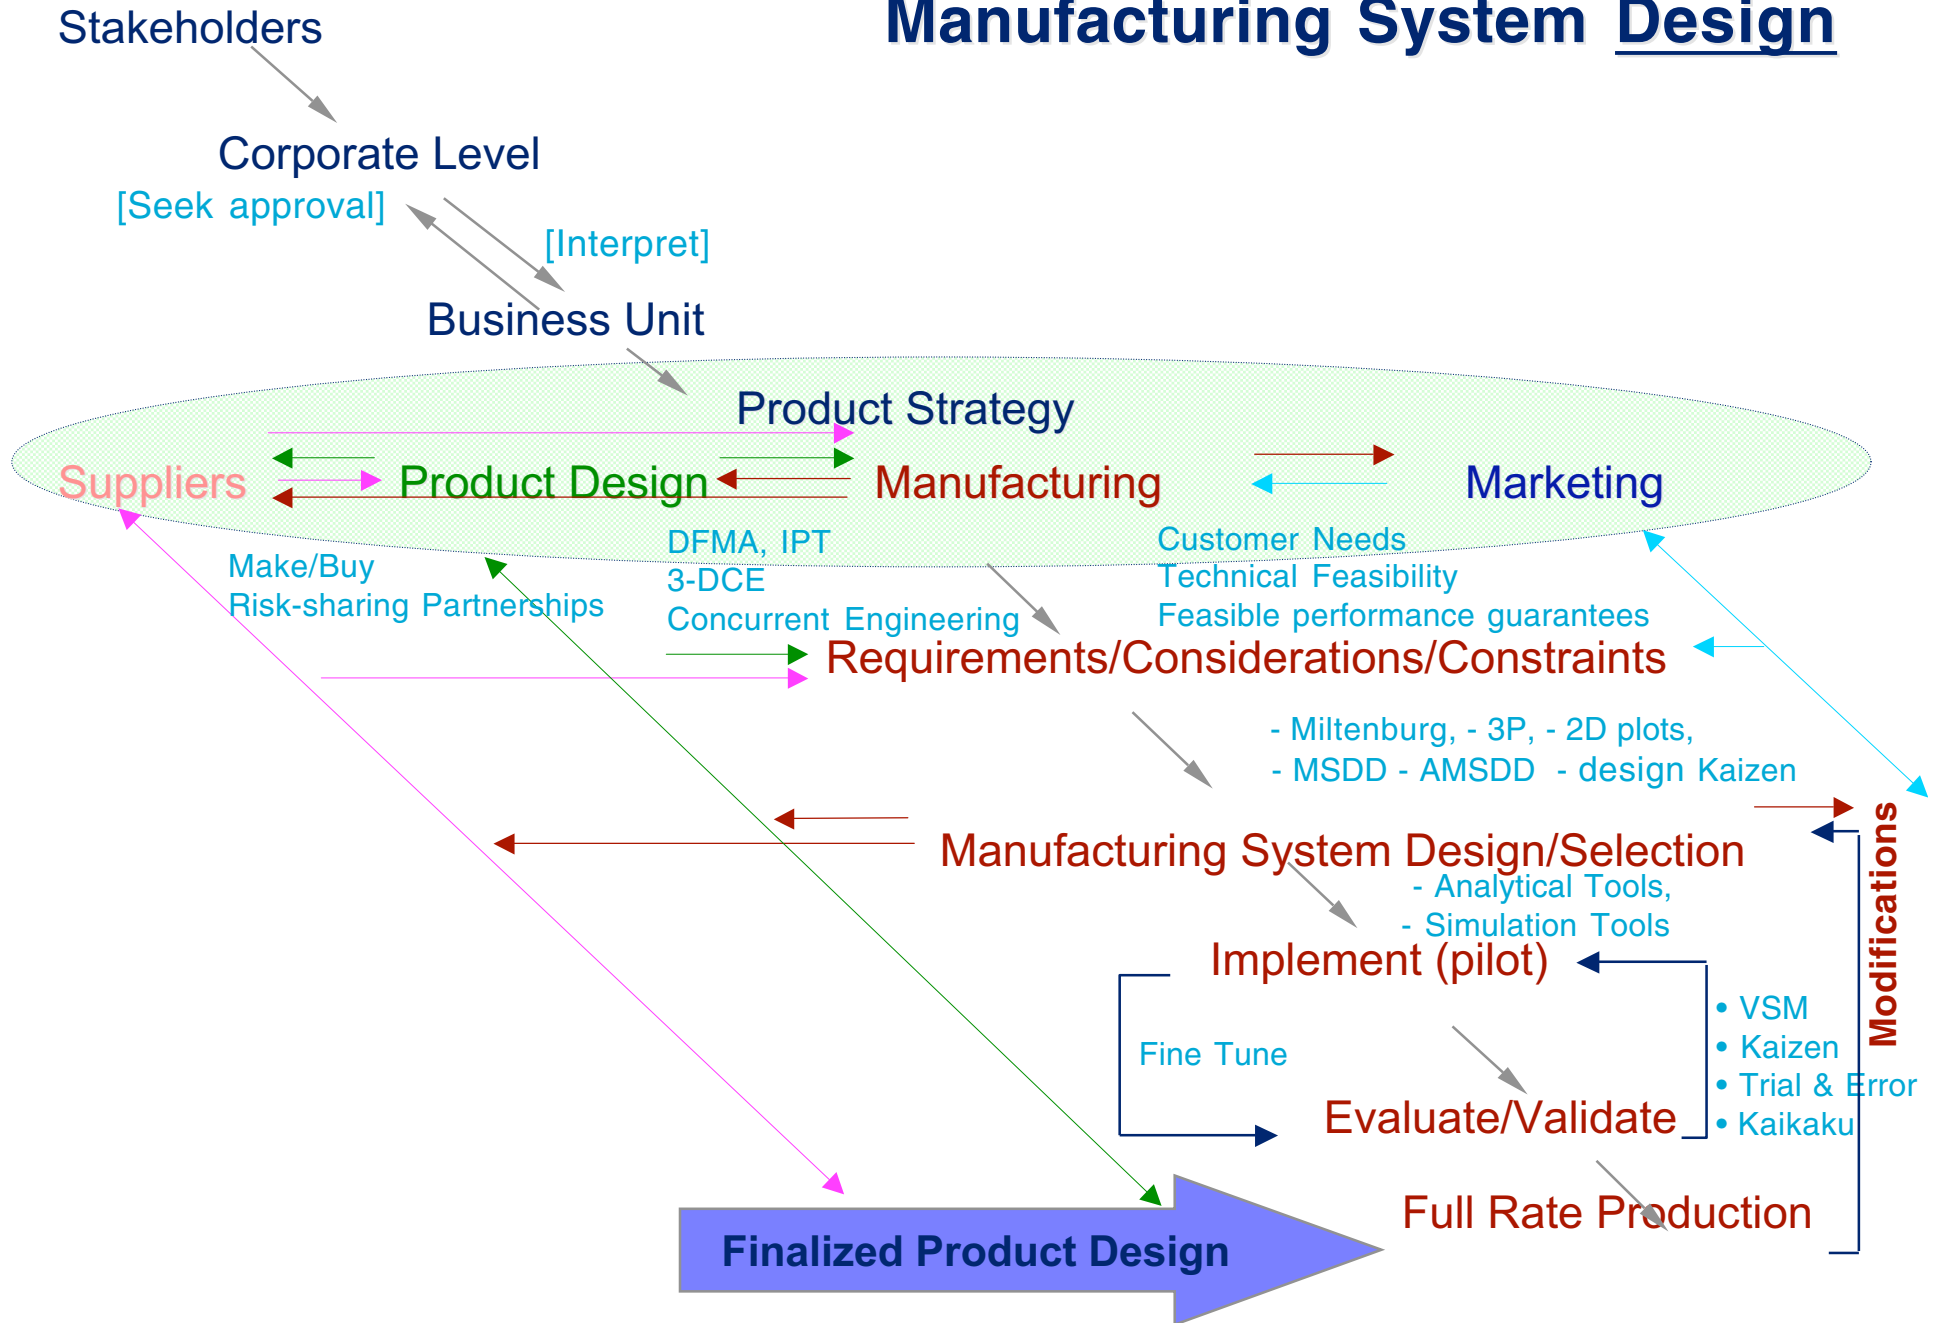 Manufacturing System Design
Stakeholders
Corporate Level
[Seek approval]
[Interpret]
Business Unit
Product Strategy
Suppliers
Product Design
Manufacturing
Marketing
Make/Buy
Risk-sharing Partnerships
DFMA, IPT
3-DCE
Concurrent Engineering
Customer Needs
Technical Feasibility
Feasible performance guarantees
Requirements/Considerations/Constraints
- Miltenburg, - 3P, - 2D plots,
- MSDD - AMSDD - design Kaizen
Manufacturing System Design/Selection
- Analytical Tools,
- Simulation Tools
Modifications
Implement (pilot)
Fine Tune
• VSM
• Kaizen
• Trial & Error
• Kaikaku
Evaluate/Validate
Full Rate Production
Finalized Product Design